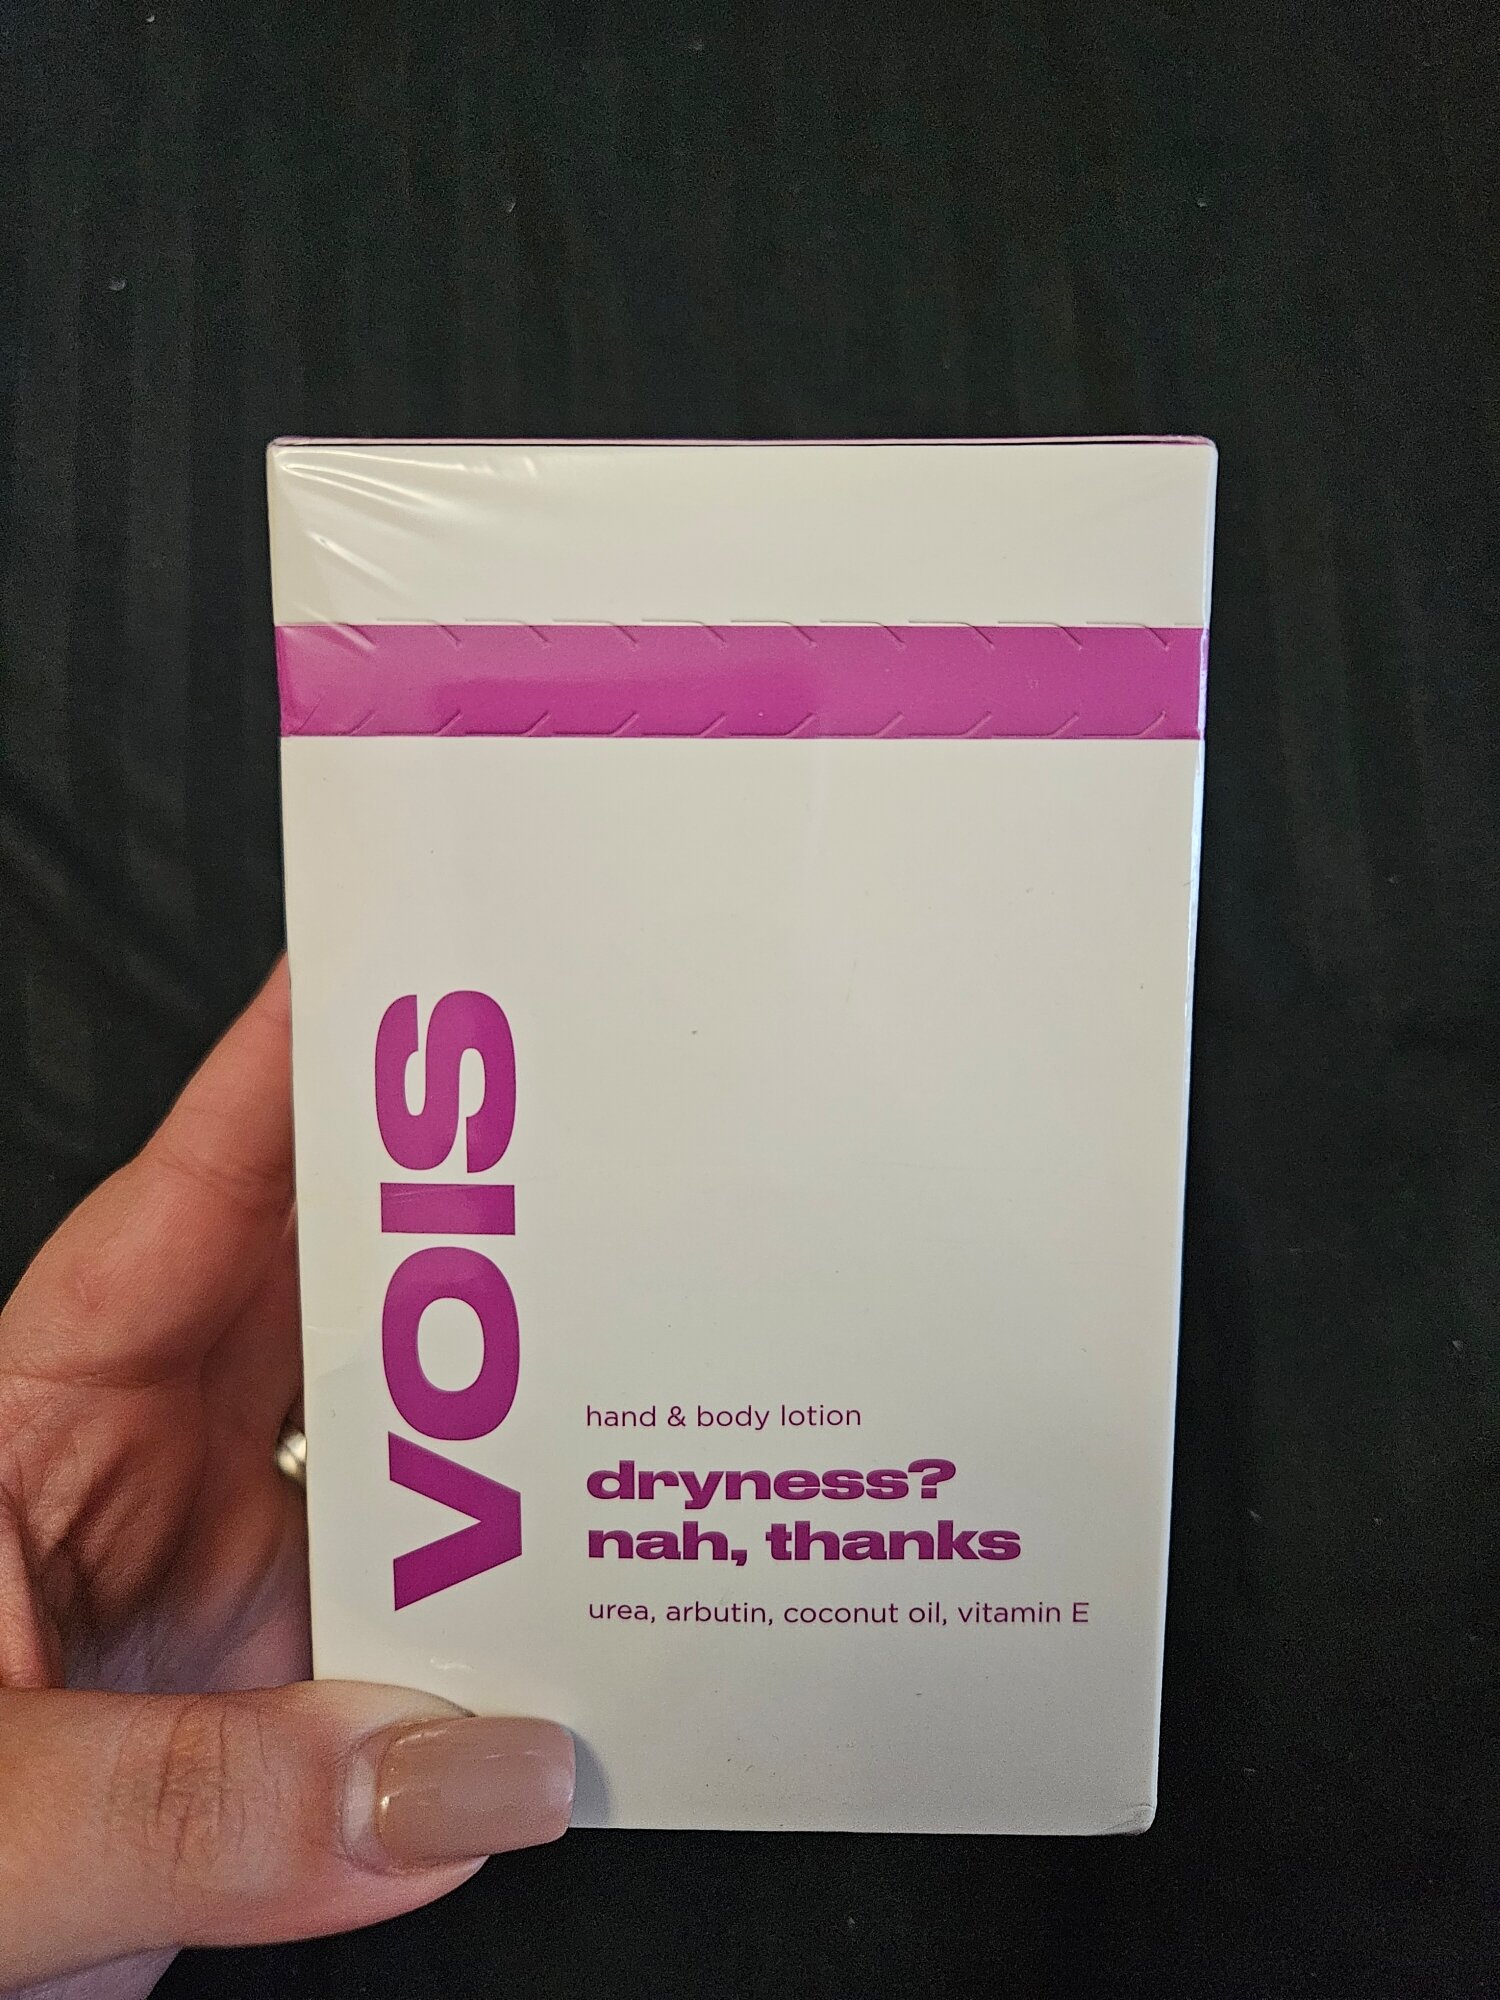 vois
hand & body lotion
dryness?
nah, thanks
urea, arbutin, coconut oil, vitamin E